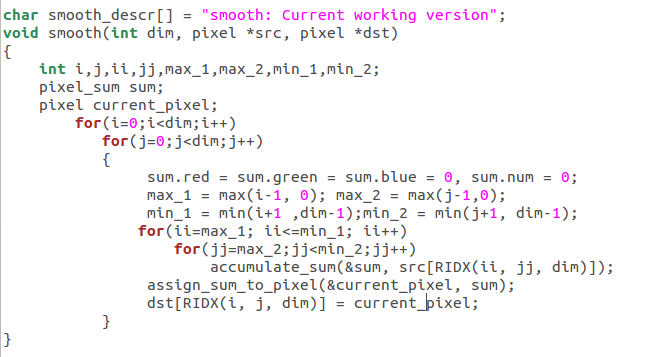 char smooth_descr[] = "smooth: Current working version";
void smooth(int dim, pixel *src, pixel *dst)
{
    int i,j,ii,jj,max_1,max_2,min_1,min_2;
    pixel_sum sum;
    pixel current_pixel;
        for(i=0;i<dim;i++)
           for(j=0;j<dim;j++)
           {
                sum.red = sum.green = sum.blue = 0, sum.num = 0;
                max_1 = max(i-1, 0); max_2 = max(j-1,0);
                min_1 = min(i+1 ,dim-1);min_2 = min(j+1, dim-1);
               for(ii=max_1; ii<=min_1; ii++)
                   for(jj=max_2;jj<min_2;jj++)
                       accumulate_sum(&sum, src[RIDX(ii, jj, dim)]);
                assign_sum_to_pixel(&current_pixel, sum);
                dst[RIDX(i, j, dim)] = current_pixel;
           }
}